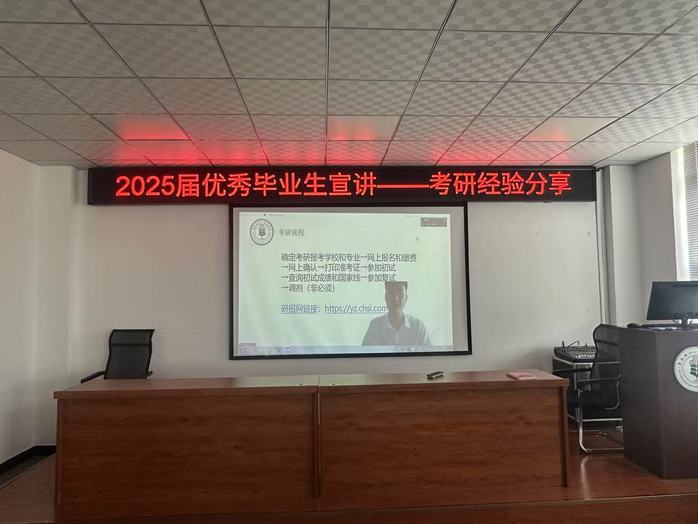 2025届优秀毕业生宣讲——考研经验分享
考研流程
确定考研报考学校和专业→网上报名和缴费
→网上确认→打印准考证→参加初试
→查询初试成绩和国家线→参加复试
→调剂（非必须）
研招网链接：https://yz.chsi.com